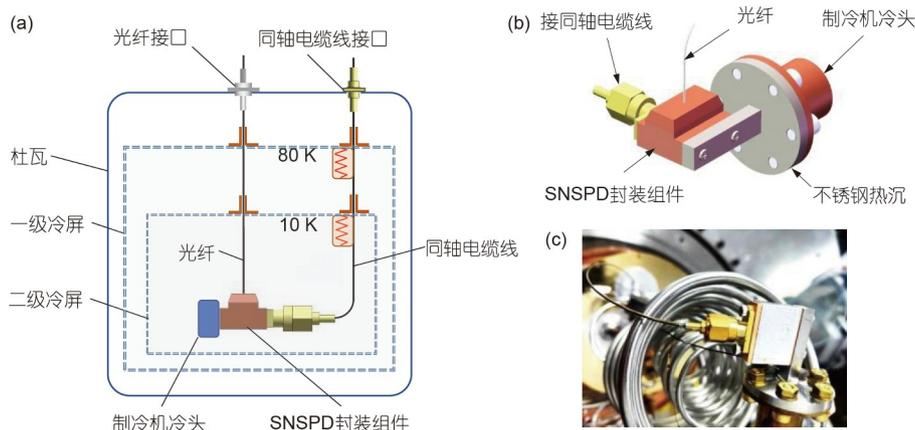 (a)
光纤接口
同轴电缆线接口
杜瓦
80 K
一级冷屏
10 K
光纤
同轴电缆线
二级冷屏
制冷机冷头
SNSPD封装组件
(b)
接同轴电缆线
光纤
制冷机冷头
SNSPD封装组件
不锈钢热沉
(c)